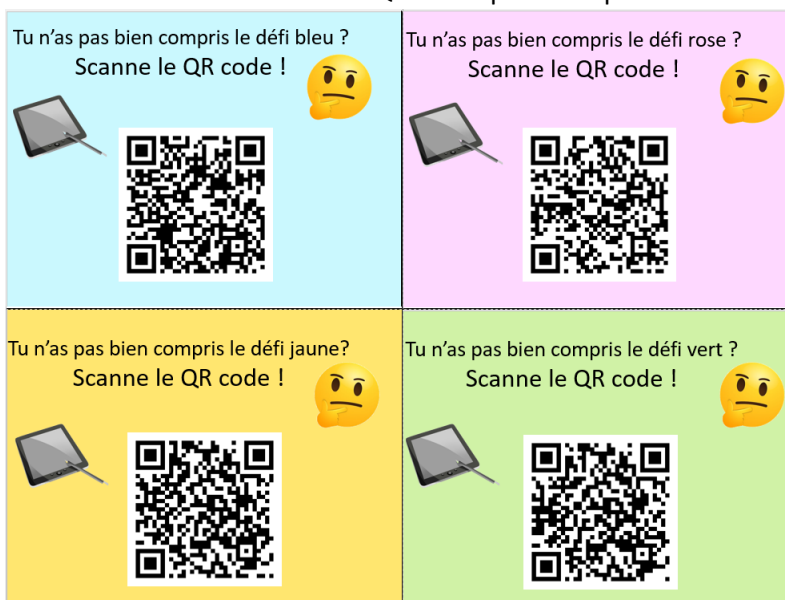 Tu n'as pas bien compris le défi bleu ?
Scanne le QR code !
Tu n'as pas bien compris le défi rose ?
Scanne le QR code !
Tu n'as pas bien compris le défi jaune?
Scanne le QR code !
Tu n'as pas bien compris le défi vert ?
Scanne le QR code !